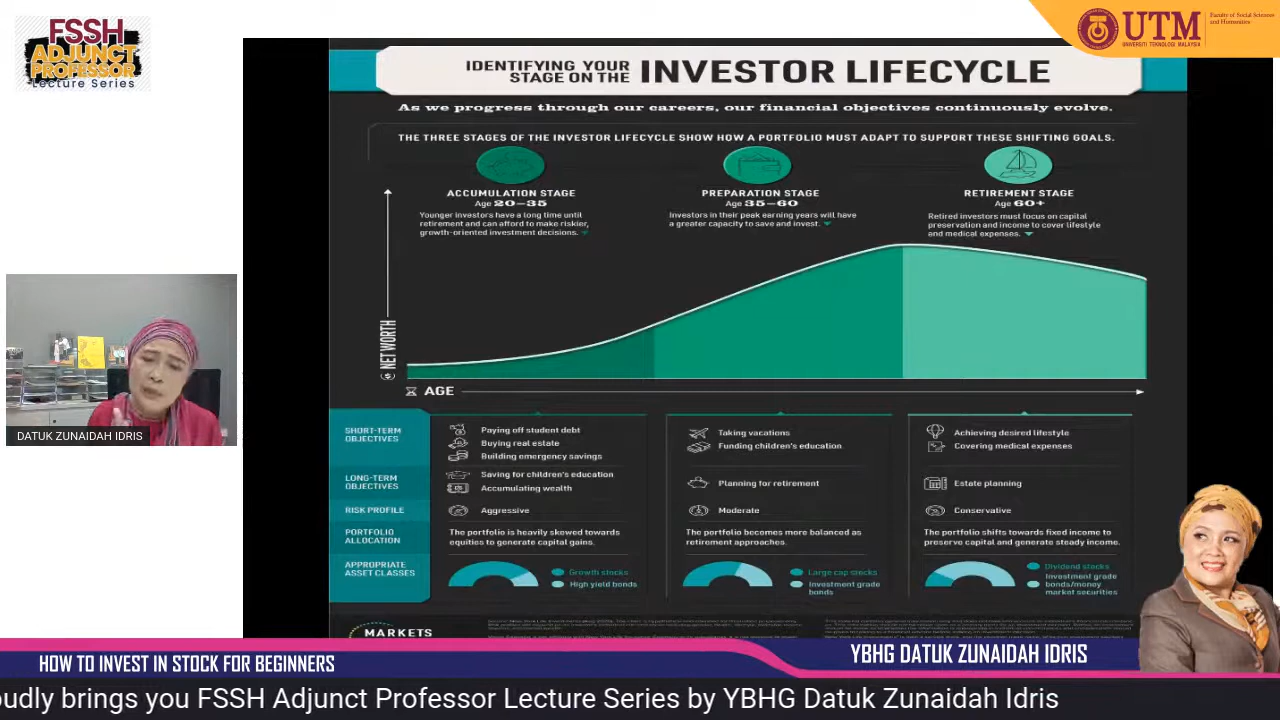 FSSH
ADJUNCT
PROFESSOR
Lecture Series
UTM
UNIVERSITI TEKNOLOGI MALAYSIA
Faculty of Social Sciences
and Humanities
IDENTIFYING YOUR
STAGE ON THE
INVESTOR LIFECYCLE
As we progress through our careers, our financial objectives continuously evolve.
THE THREE STAGES OF THE INVESTOR LIFECYCLE SHOW HOW A PORTFOLIO MUST ADAPT TO SUPPORT THESE SHIFTING GOALS.
ACCUMULATION STAGE
Age 20–35
Younger investors have a long time until
retirement and can afford to make riskier,
growth-oriented investment decisions.
PREPARATION STAGE
Age 35–60
Investors in their peak earning years will have
a greater capacity to save and invest.
RETIREMENT STAGE
Age 60+
Retired investors must focus on capital
preservation and income to cover lifestyle
and medical expenses.
NET WORTH
AGE
SHORT-TERM
OBJECTIVES
Paying off student debt
Buying real estate
Building emergency savings
Taking vacations
Funding children's education
Achieving desired lifestyle
Covering medical expenses
LONG-TERM
OBJECTIVES
Saving for children's education
Accumulating wealth
Planning for retirement
Estate planning
RISK PROFILE
Aggressive
Moderate
Conservative
PORTFOLIO
ALLOCATION
The portfolio is heavily skewed towards
equities to generate capital gains.
The portfolio becomes more balanced as
retirement approaches.
The portfolio shifts towards fixed income to
preserve capital and generate steady income.
APPROPRIATE
ASSET CLASSES
Growth stocks
High yield bonds
Large cap stocks
Investment grade
bonds
Dividend stocks
Investment grade
bonds/money
market securities
MARKETS
DATUK ZUNAIDAH IDRIS
HOW TO INVEST IN STOCK FOR BEGINNERS
YBHG DATUK ZUNAIDAH IDRIS
oudly brings you FSSH Adjunct Professor Lecture Series by YBHG Datuk Zunaidah Idris